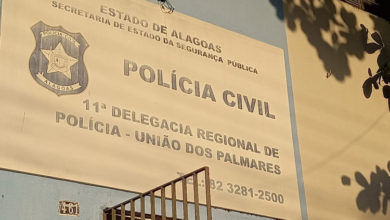 ESTADO DE ALAGOAS
SECRETARIA DE ESTADO DA SEGURANÇA PÚBLICA
POLÍCIA CIVIL
ALAGOAS
11ª DELEGACIA REGIONAL DE
POLÍCIA - UNIÃO DOS PALMARES
82 3281-2500